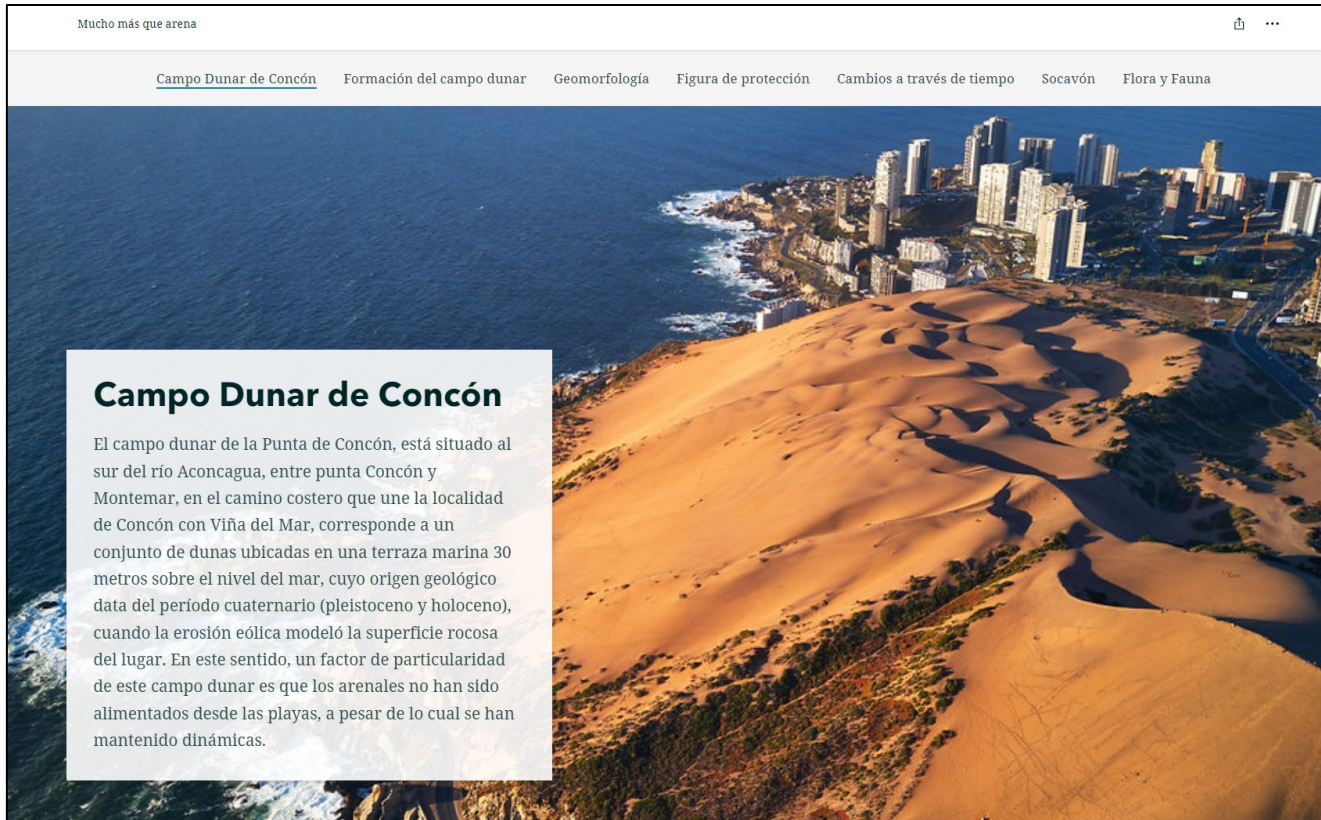 Mucho más que arena
Campo Dunar de Concón Formación del campo dunar Geomorfología Figura de protección Cambios a través de tiempo Socavón Flora y Fauna
Campo Dunar de Concón
El campo dunar de la Punta de Concón, está situado al
sur del río Aconcagua, entre punta Concón y
Montemar, en el camino costero que une la localidad
de Concón con Viña del Mar, corresponde a un
conjunto de dunas ubicadas en una terraza marina 30
metros sobre el nivel del mar, cuyo origen geológico
data del período cuaternario (pleistoceno y holoceno),
cuando la erosión eólica modeló la superficie rocosa
del lugar. En este sentido, un factor de particularidad
de este campo dunar es que los arenales no han sido
alimentados desde las playas, a pesar de lo cual se han
mantenido dinámicas.